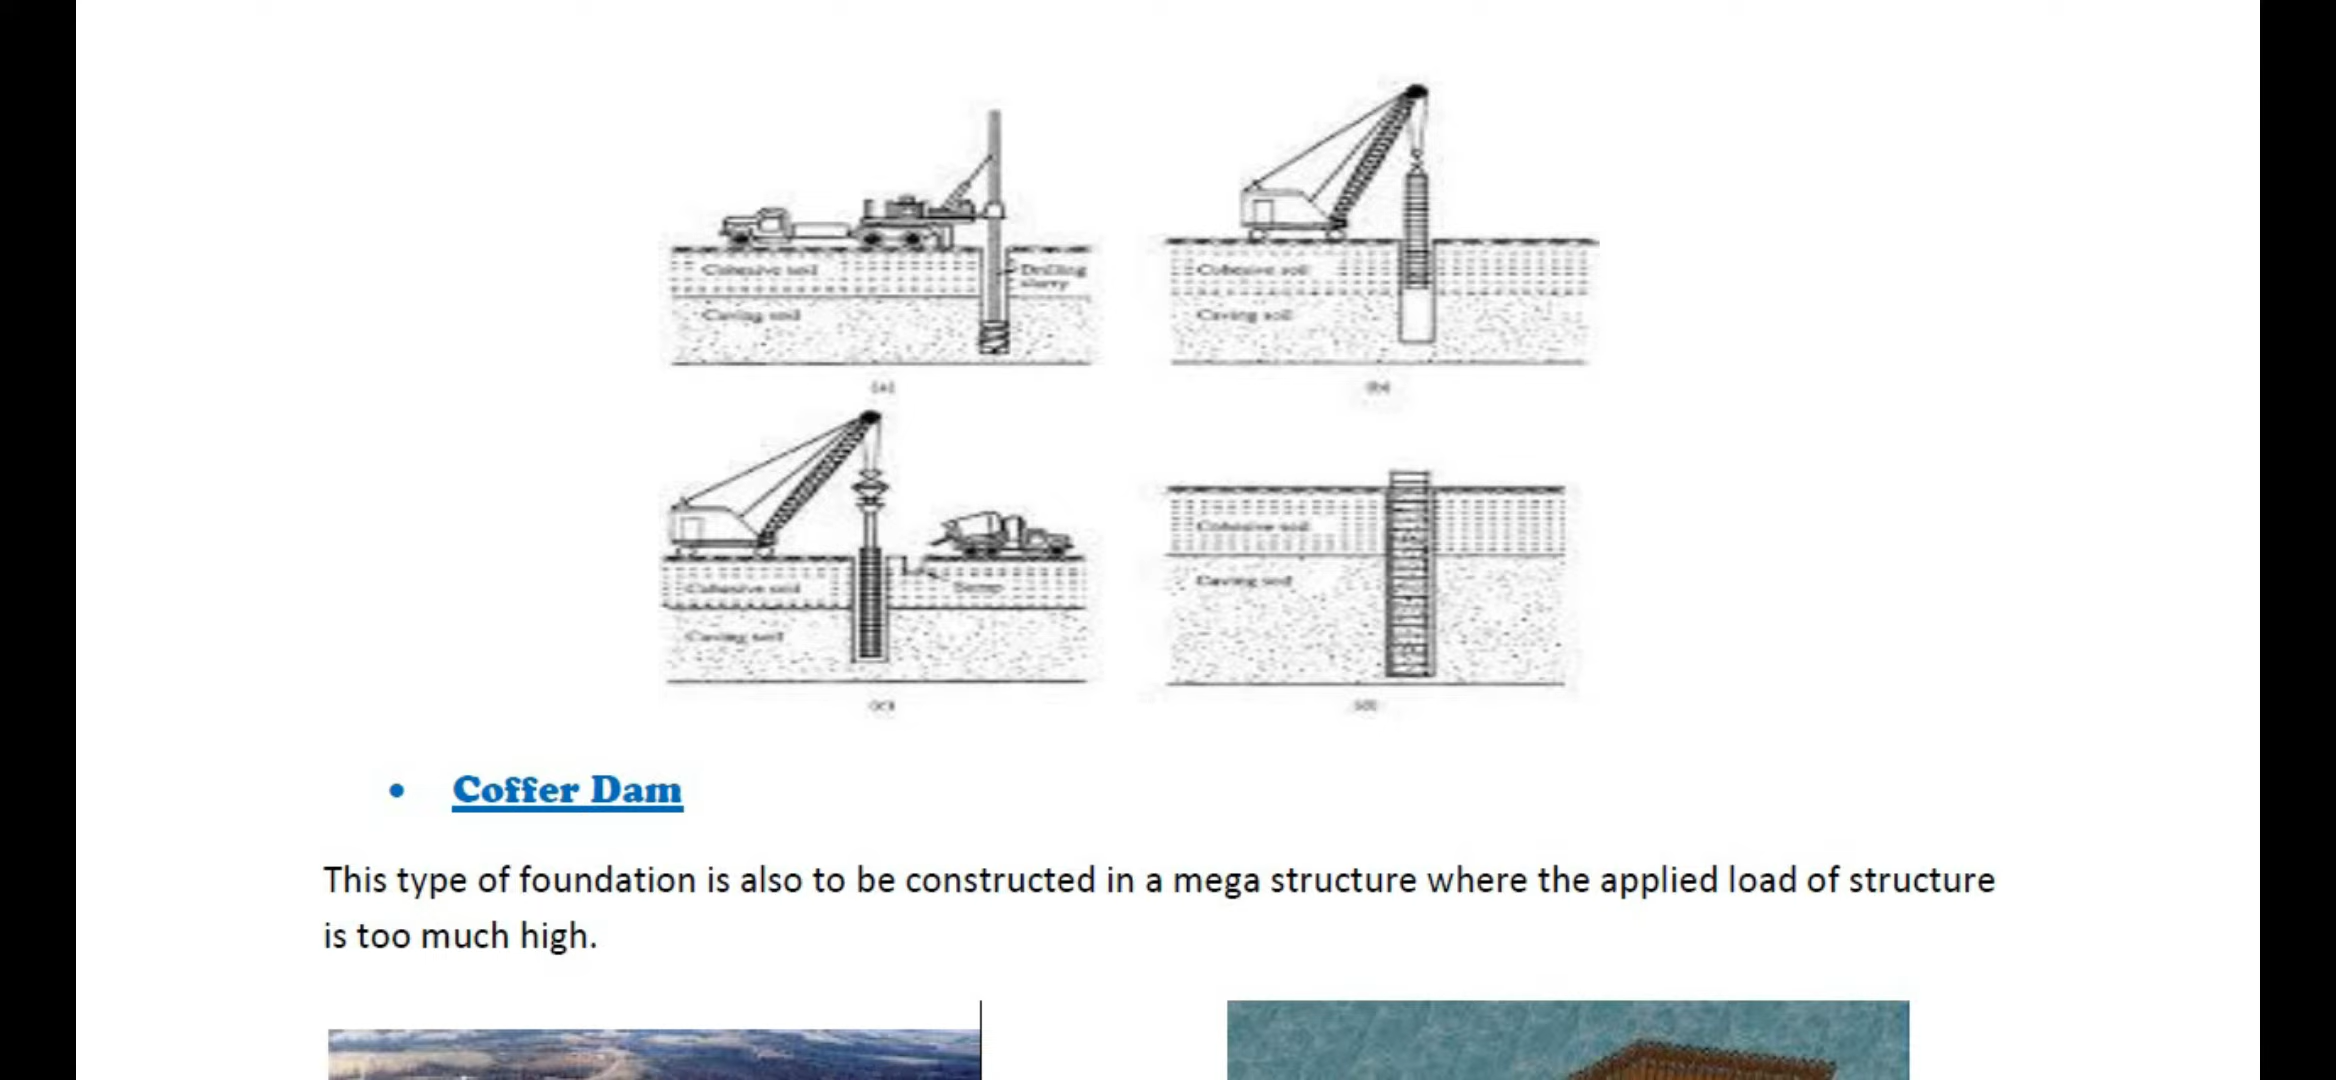 Cohesive soil
Drilling
slurry
Caving soil
Cohesive soil
Caving soil
(a)
(b)
Cohesive soil
Sump
Caving soil
Cohesive soil
Caving soil
(c)
(d)
• Coffer Dam
This type of foundation is also to be constructed in a mega structure where the applied load of structure
is too much high.